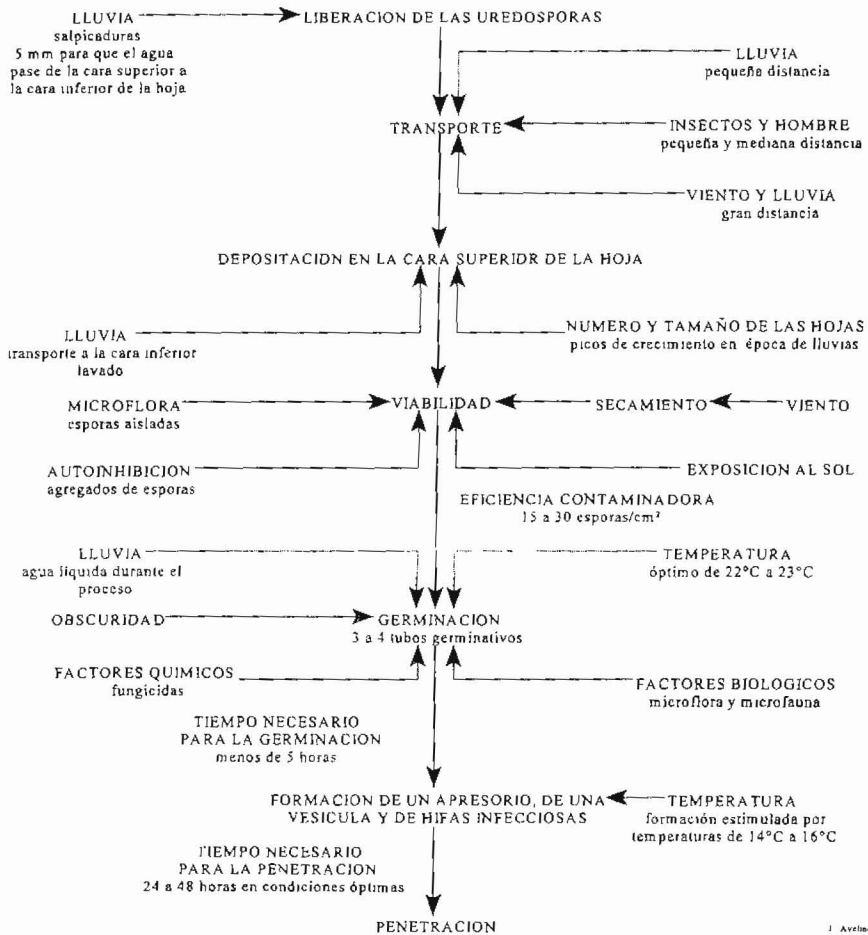 LLUVIA
salpicaduras
5 mm para que el agua
pase de la cara superior a
la cara inferior de la hoja
LIBERACION DE LAS UREDOSPORAS
LLUVIA
pequeña distancia
TRANSPORTE
INSECTOS Y HOMBRE
pequeña y mediana distancia
VIENTO Y LLUVIA
gran distancia
DEPOSITACION EN LA CARA SUPERIOR DE LA HOJA
LLUVIA
transporte a la cara inferior
lavado
NUMERO Y TAMAÑO DE LAS HOJAS
picos de crecimiento en época de lluvias
MICROFLORA
esporas aisladas
VIABILIDAD
SECAMIENTO
VIENTO
AUTOINHIBICION
agregados de esporas
EXPOSICION AL SOL
EFICIENCIA CONTAMINADORA
15 a 30 esporas/cm²
LLUVIA
agua líquida durante el
proceso
TEMPERATURA
óptimo de 22°C a 23°C
OBSCURIDAD
GERMINACION
3 a 4 tubos germinativos
FACTORES QUIMICOS
fungicidas
FACTORES BIOLOGICOS
microflora y microfauna
TIEMPO NECESARIO
PARA LA GERMINACION
menos de 5 horas
FORMACION DE UN APRESORIO, DE UNA
VESICULA Y DE HIFAS INFECCIOSAS
TEMPERATURA
formación estimulada por
temperaturas de 14°C a 16°C
TIEMPO NECESARIO
PARA LA PENETRACION
24 a 48 horas en condiciones óptimas
PENETRACION